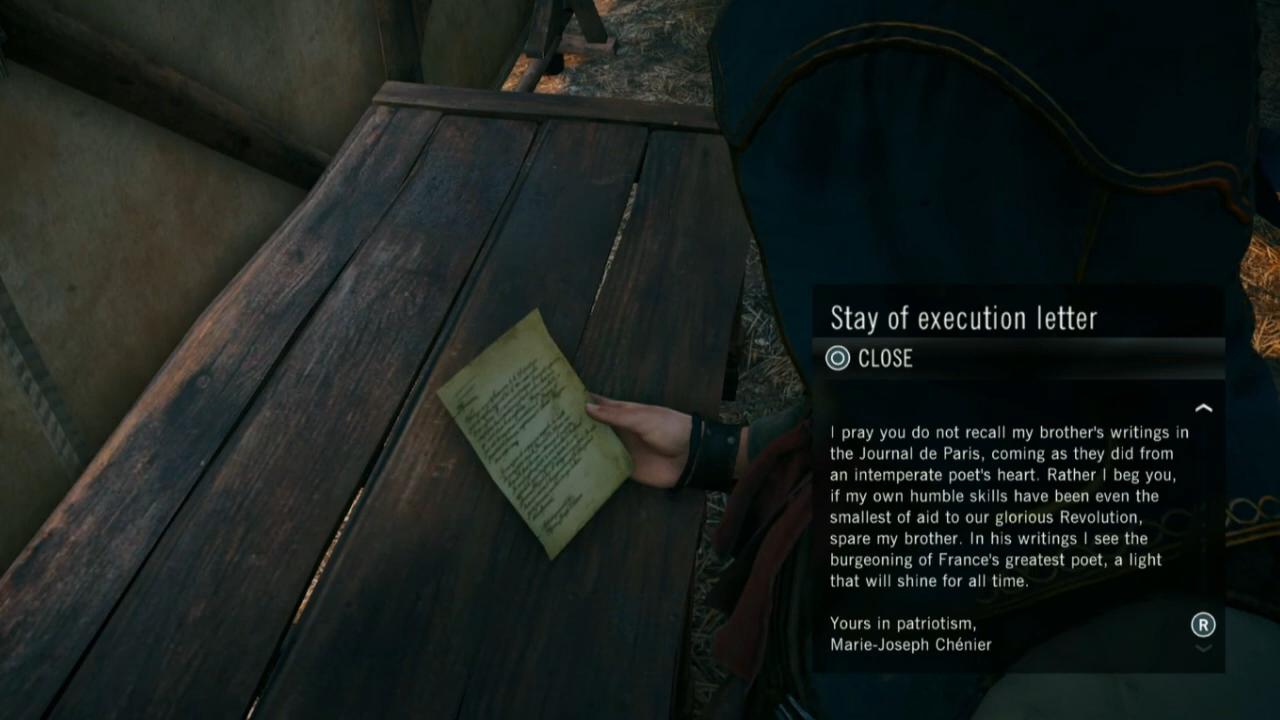 Stay of execution letter
CLOSE
I pray you do not recall my brother's writings in
the Journal de Paris, coming as they did from
an intemperate poet's heart. Rather I beg you,
if my own humble skills have been even the
smallest of aid to our glorious Revolution,
spare my brother. In his writings I see the
burgeoning of France's greatest poet, a light
that will shine for all time.
Yours in patriotism,
R
Marie-Joseph Chénier